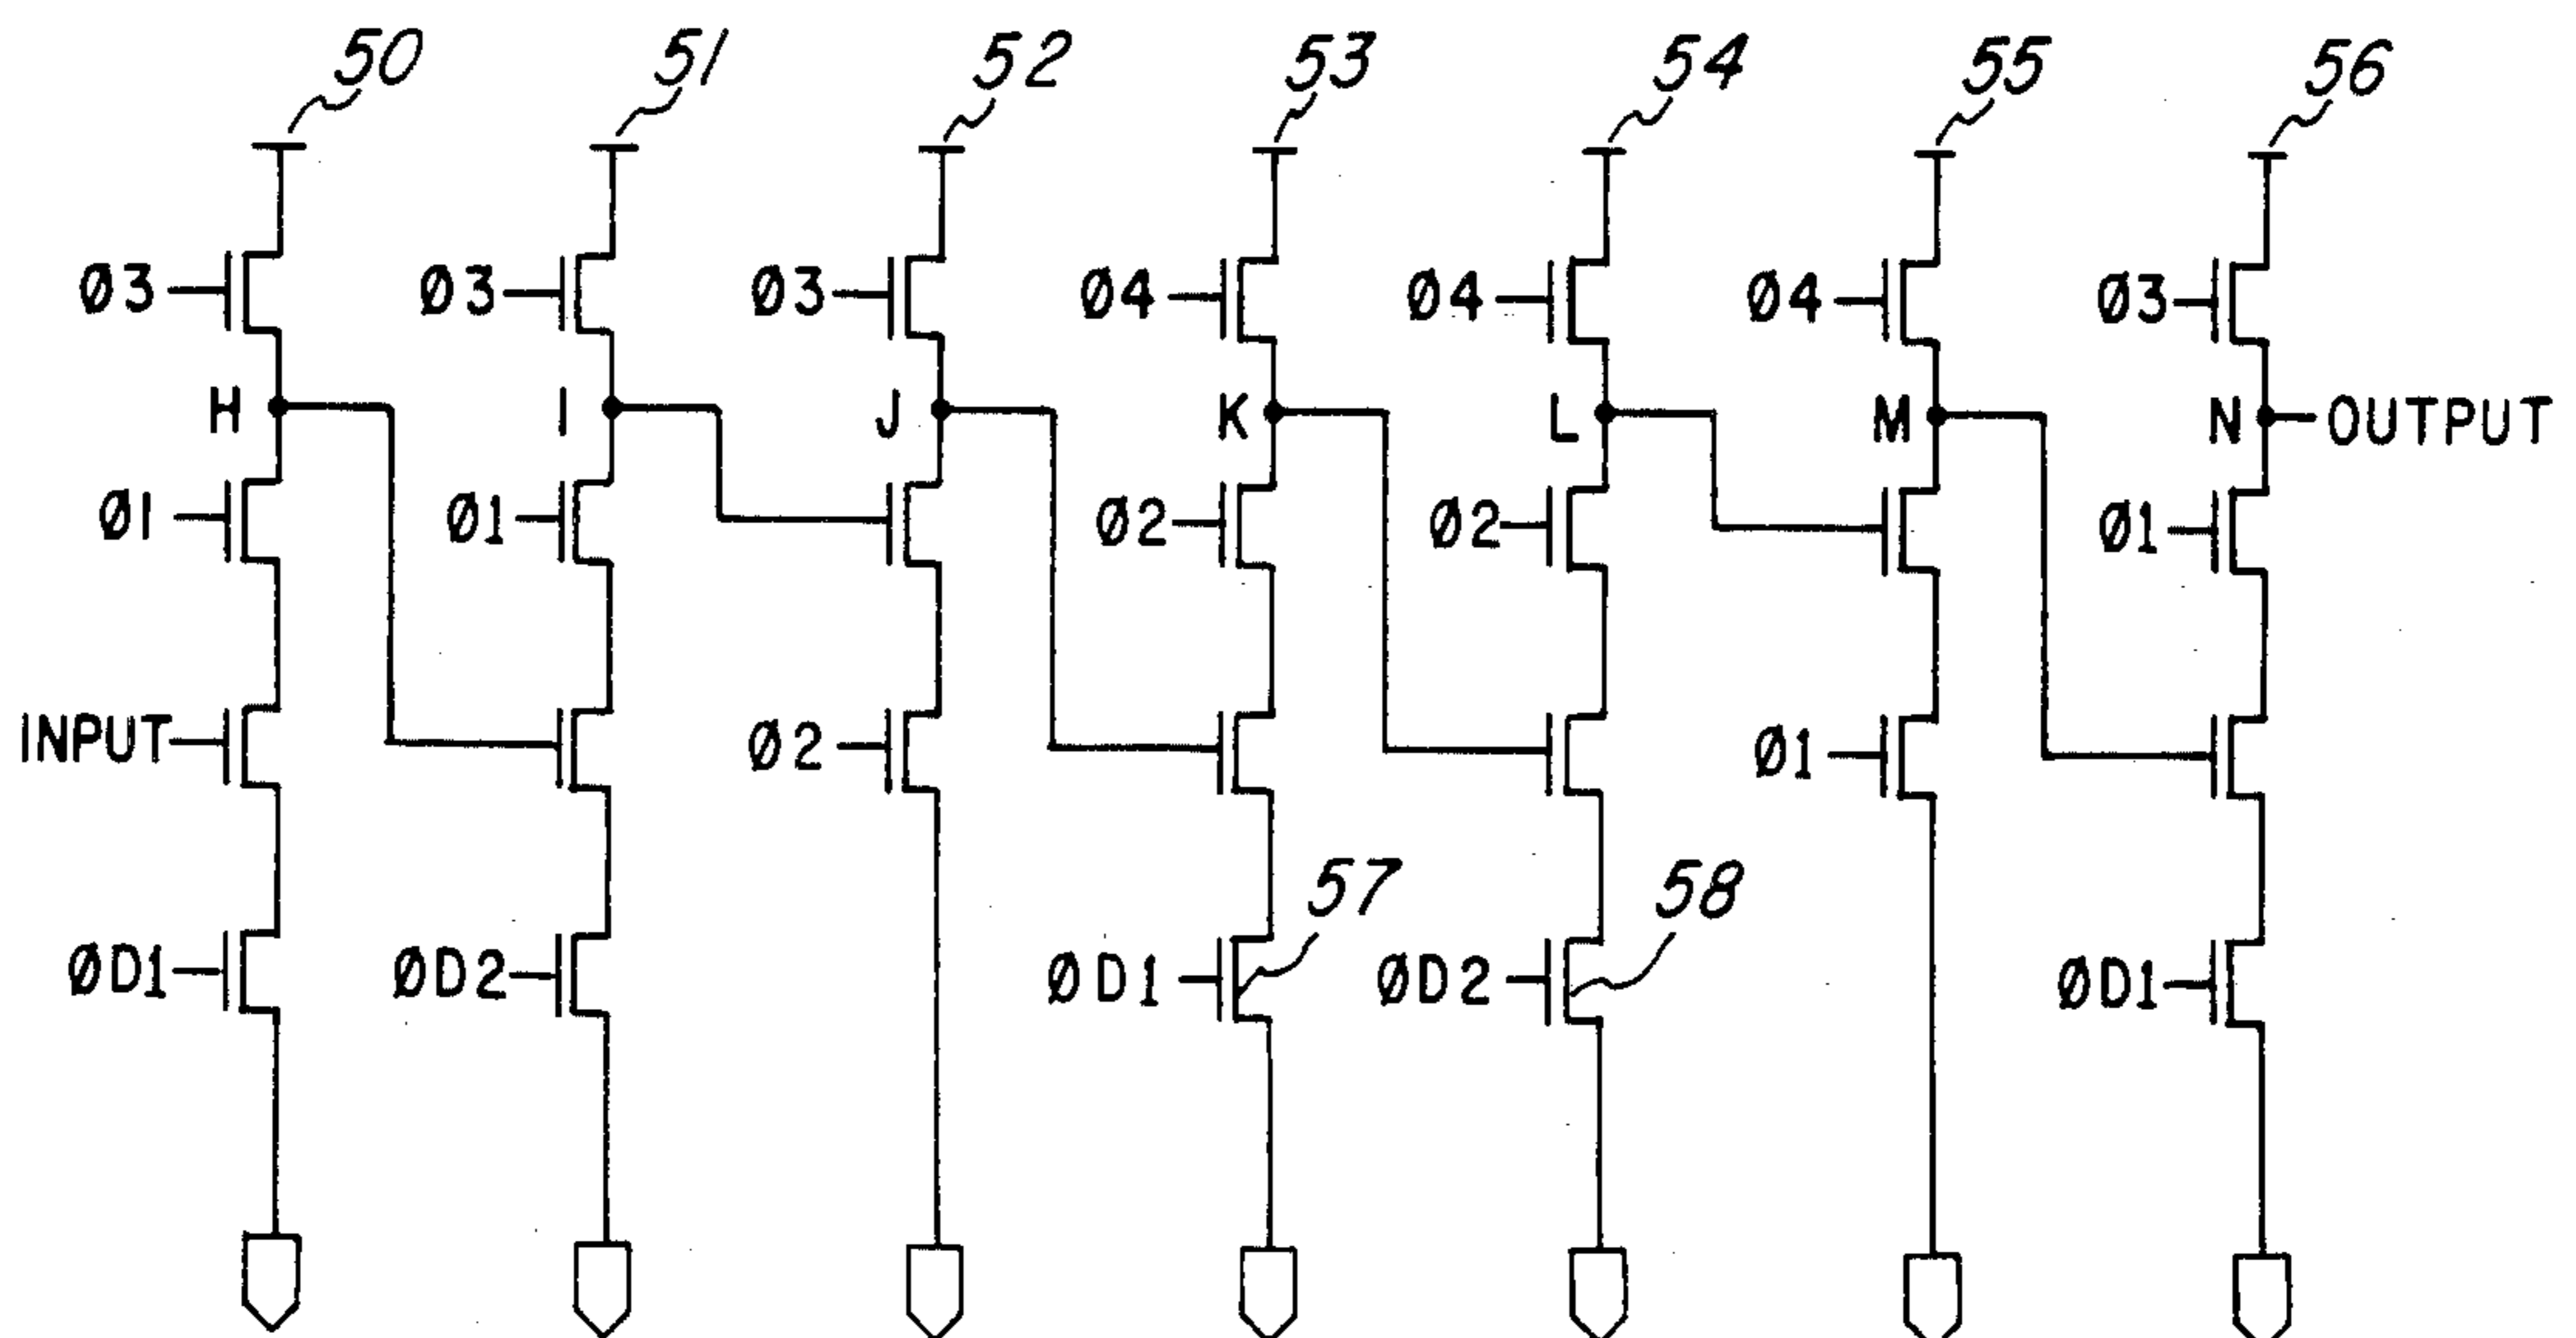 50 51 52 53 54 55 56
Ø3 Ø3 Ø3 Ø4 Ø4 Ø4 Ø3
H I J K L M N OUTPUT
Ø1 Ø1 Ø2 Ø2 Ø1
INPUT Ø2 Ø1
57 58
ØD1 ØD2 ØD1 ØD2 ØD1